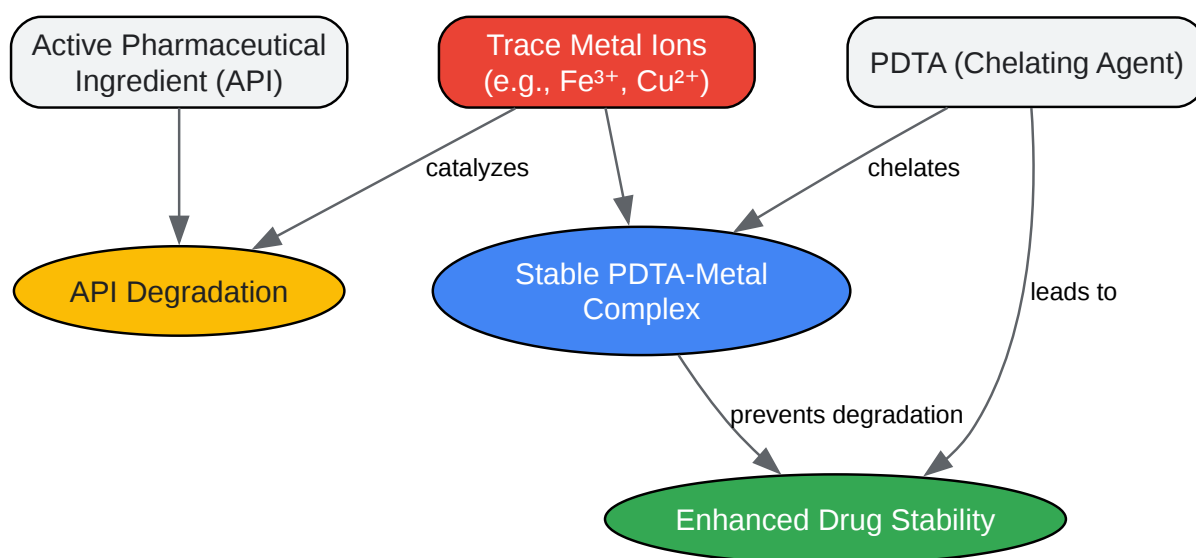 Active Pharmaceutical
Ingredient (API)
Trace Metal Ions
(e.g., Fe³⁺, Cu²⁺)
PDTA (Chelating Agent)
catalyzes
chelates
API Degradation
Stable PDTA-Metal
Complex
leads to
prevents degradation
Enhanced Drug Stability